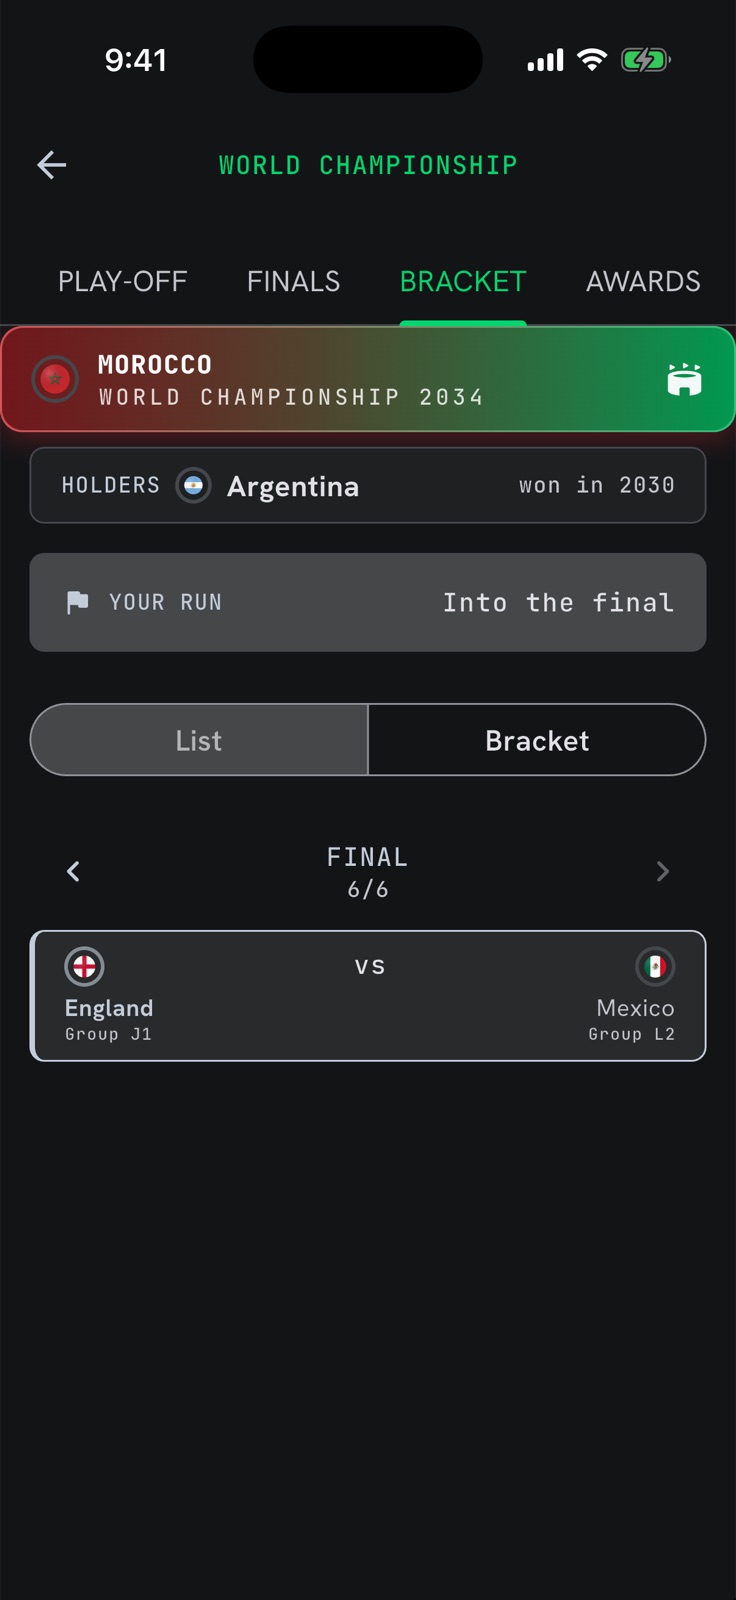 9:41
WORLD CHAMPIONSHIP
PLAY-OFF FINALS BRACKET AWARDS
MOROCCO
WORLD CHAMPIONSHIP 2034
HOLDERS Argentina won in 2030
YOUR RUN Into the final
List Bracket
FINAL
6/6
VS
England Mexico
Group J1 Group L2